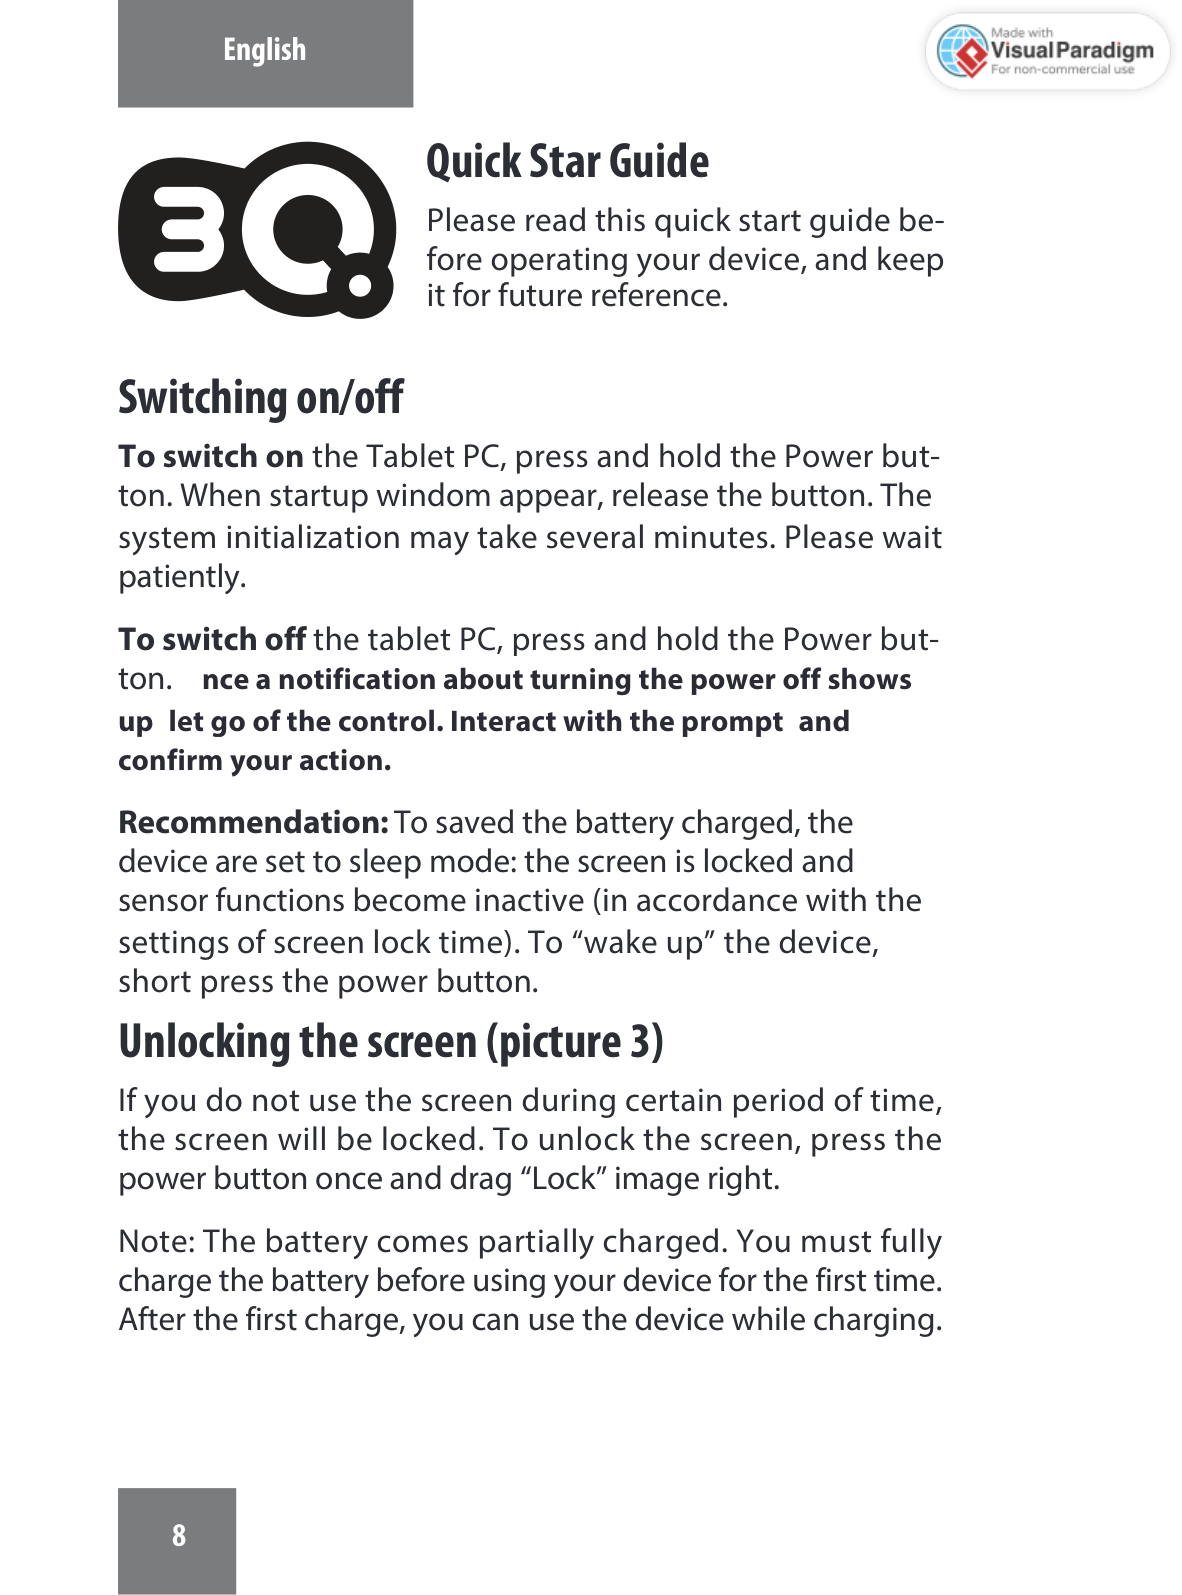 English
Made with
Visual Paradigm
For non-commercial use
3Q
Quick Star Guide
Please read this quick start guide be-
fore operating your device, and keep
it for future reference.
Switching on/off
To switch on the Tablet PC, press and hold the Power but-
ton. When startup windom appear, release the button. The
system initialization may take several minutes. Please wait
patiently.
To switch off the tablet PC, press and hold the Power but-
ton. nce a notification about turning the power off shows
up let go of the control. Interact with the prompt and
confirm your action.
Recommendation: To saved the battery charged, the
device are set to sleep mode: the screen is locked and
sensor functions become inactive (in accordance with the
settings of screen lock time). To “wake up” the device,
short press the power button.
Unlocking the screen (picture 3)
If you do not use the screen during certain period of time,
the screen will be locked. To unlock the screen, press the
power button once and drag “Lock” image right.
Note: The battery comes partially charged. You must fully
charge the battery before using your device for the first time.
After the first charge, you can use the device while charging.
8